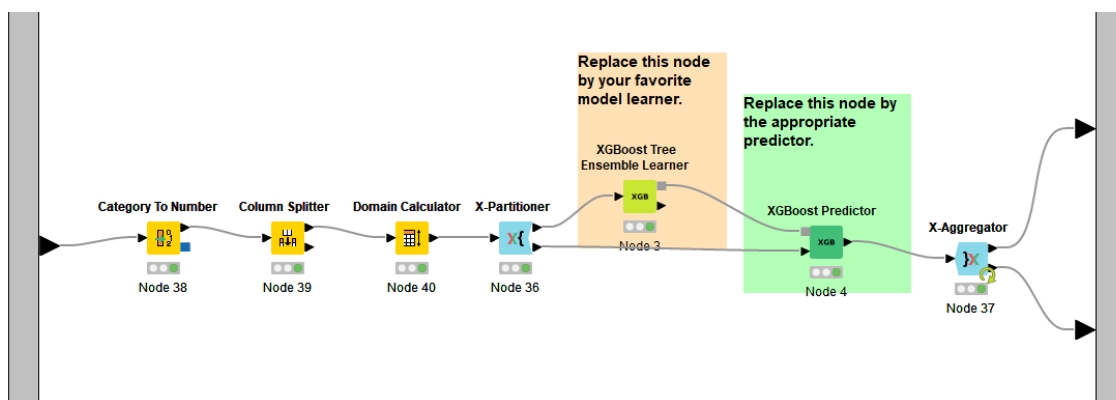 Replace this node
by your favorite
model learner.
Replace this node by
the appropriate
predictor.
XGBoost Tree
Ensemble Learner
Category To Number
Column Splitter
Domain Calculator
X-Partitioner
XGB
XGBoost Predictor
X-Aggregator
Node 3
XGB
Node 38
Node 39
Node 40
Node 36
Node 4
Node 37